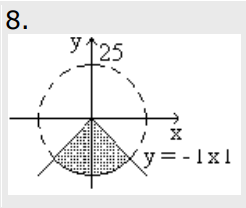 8.
y 25
x
y = - l x l